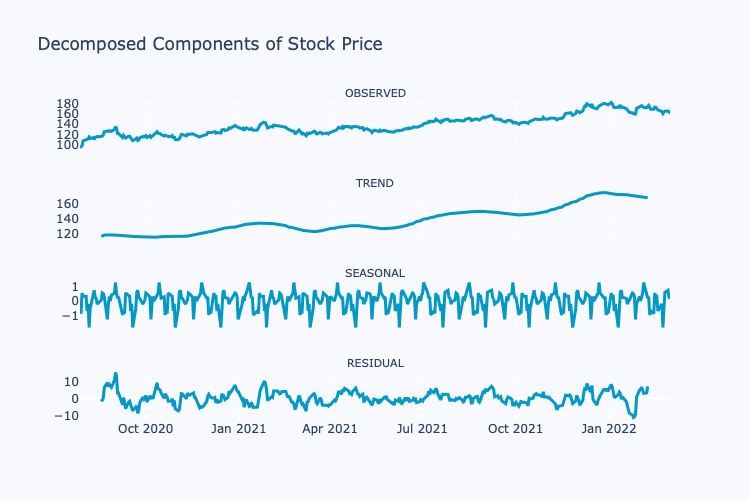 Decomposed Components of Stock Price
OBSERVED
180
160
140
120
100
TREND
160
140
120
SEASONAL
1
0
−1
RESIDUAL
10
0
−10
Oct 2020 Jan 2021 Apr 2021 Jul 2021 Oct 2021 Jan 2022